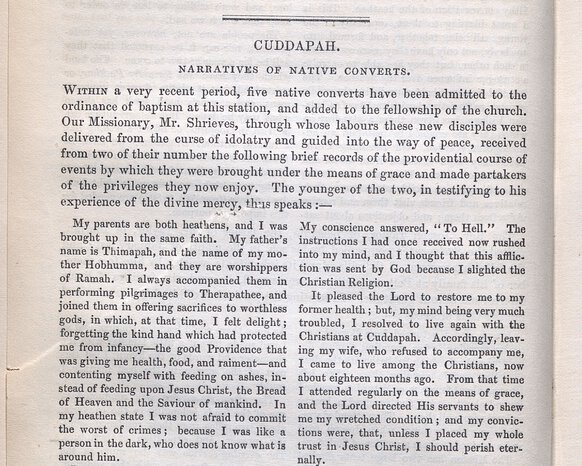 CUDDAPAH.
NARRATIVES OF NATIVE CONVERTS.
WITHIN a very recent period, five native converts have been admitted to the
ordinance of baptism at this station, and added to the fellowship of the church.
Our Missionary, Mr. Shrieves, through whose labours these new disciples were
delivered from the curse of idolatry and guided into the way of peace, received
from two of their number the following brief records of the providential course of
events by which they were brought under the means of grace and made partakers
of the privileges they now enjoy. The younger of the two, in testifying to his
experience of the divine mercy, thus speaks :—
My parents are both heathens, and I was
brought up in the same faith. My father's
name is Thimapah, and the name of my mo-
ther Hobhumma, and they are worshippers
of Ramah. I always accompanied them in
performing pilgrimages to Therapathee, and
joined them in offering sacrifices to worthless
gods, in which, at that time, I felt delight;
forgetting the kind hand which had protected
me from infancy—the good Providence that
was giving me health, food, and raiment—and
contenting myself with feeding on ashes, in-
stead of feeding upon Jesus Christ, the Bread
of Heaven and the Saviour of mankind. In
my heathen state I was not afraid to commit
the worst of crimes; because I was like a
person in the dark, who does not know what is
around him.
My conscience answered, "To Hell." The
instructions I had once received now rushed
into my mind, and I thought that this afflic-
tion was sent by God because I slighted the
Christian Religion.
It pleased the Lord to restore me to my
former health; but, my mind being very much
troubled, I resolved to live again with the
Christians at Cuddapah. Accordingly, leav-
ing my wife, who refused to accompany me,
I came to live among the Christians, now
about eighteen months ago. From that time
I attended regularly on the means of grace,
and the Lord directed His servants to shew
me my wretched condition; and my convic-
tions were, that, unless I placed my whole
trust in Jesus Christ, I should perish eter-
nally.